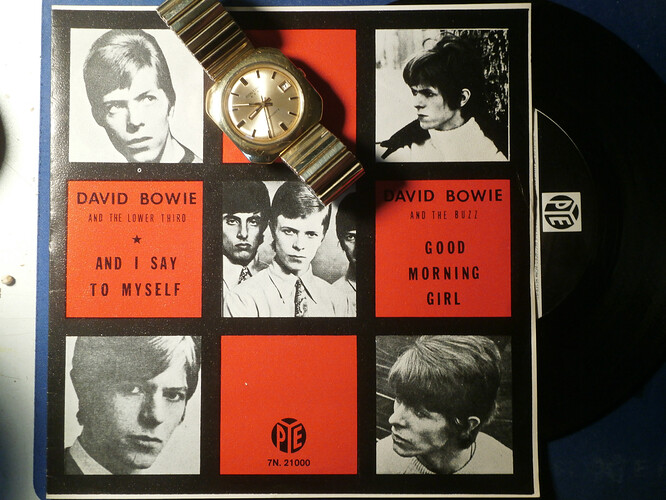 DAVID BOWIE
AND THE LOWER THIRD
★
AND I SAY
TO MYSELF
DAVID BOWIE
AND THE BUZZ
GOOD
MORNING
GIRL
PYE
PYE
7N. 21000